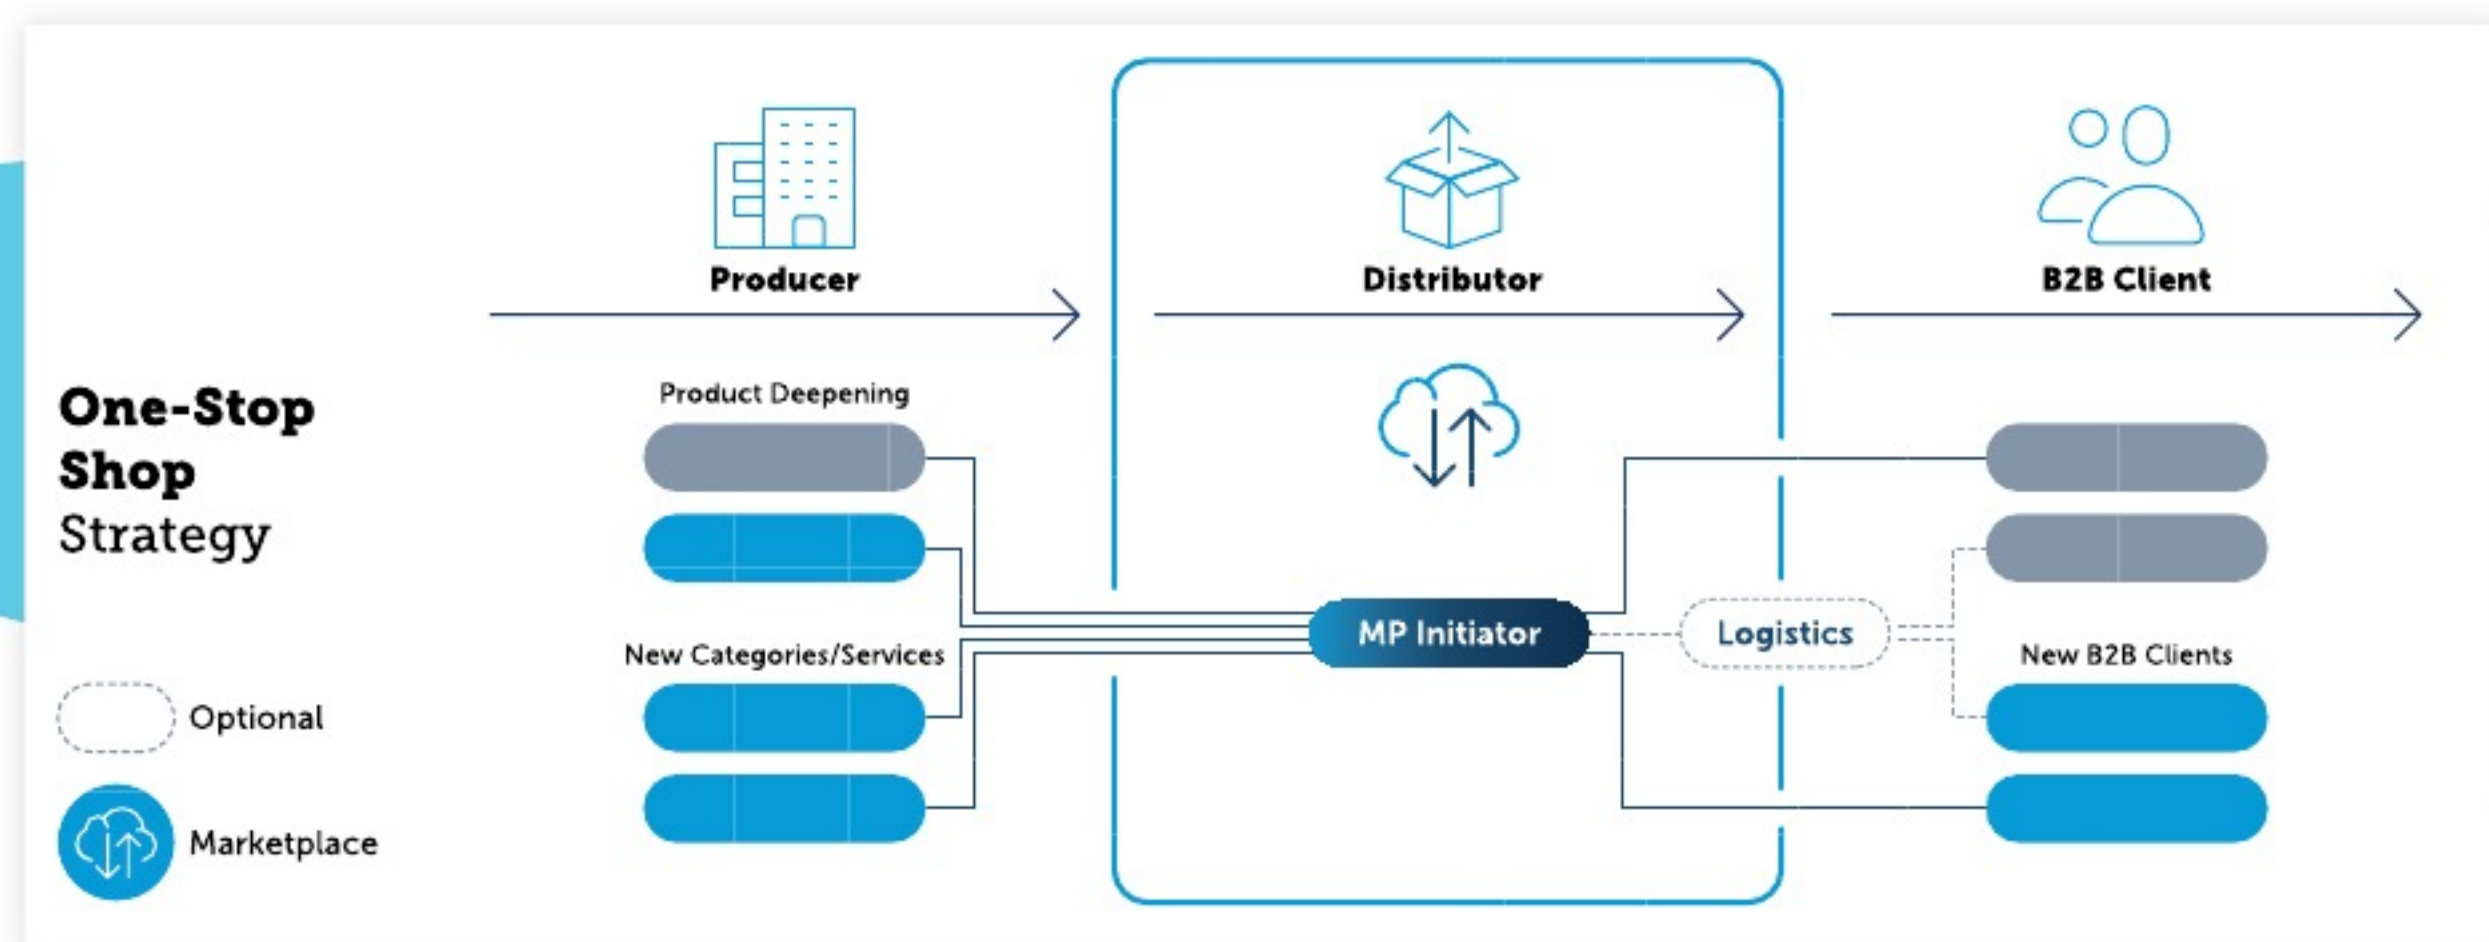 Producer
Distributor
B2B Client
One-Stop
Shop
Strategy
Product Deepening
New Categories/Services
MP Initiator
Logistics
New B2B Clients
Optional
Marketplace